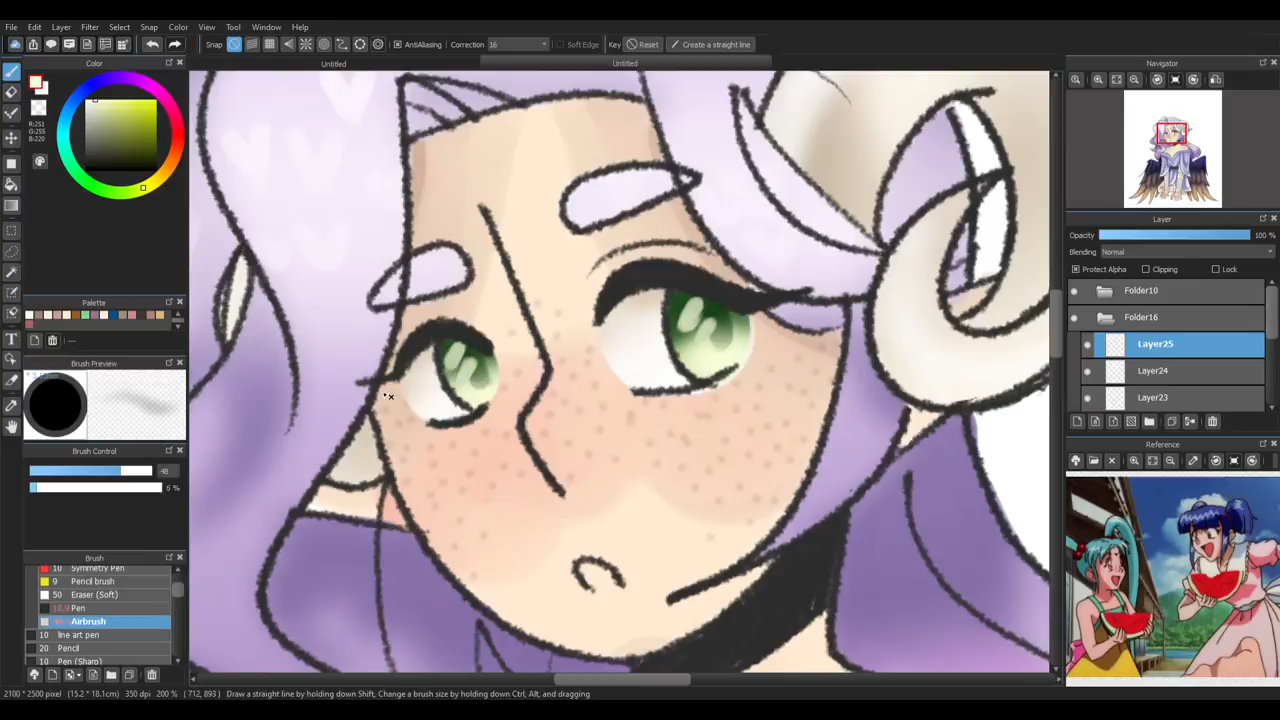 File Edit Layer Filter Select Snap Color View Tool Window Help
Snap AntiAliasing Correction 16 Soft Edge Key Reset Create a straight line
Color
Untitled
Untitled
Navigator
R:251
G:255
B:220
Layer
Opacity 100 %
Blending Normal
Protect Alpha Clipping Lock
Folder10
Palette
Folder16
Layer25
Brush Preview
Layer24
Layer23
Reference
Brush Control
48
6 %
Brush
10 Symmetry Pen
9 Pencil brush
50 Eraser (Soft)
10.9 Pen
Airbrush
10 line art pen
20 Pencil
10 Pen (Sharp)
2100 * 2500 pixel (15.2 * 18.1cm) 350 dpi 200 % ( 712, 893 ) Draw a straight line by holding down Shift, Change a brush size by holding down Ctrl, Alt, and dragging